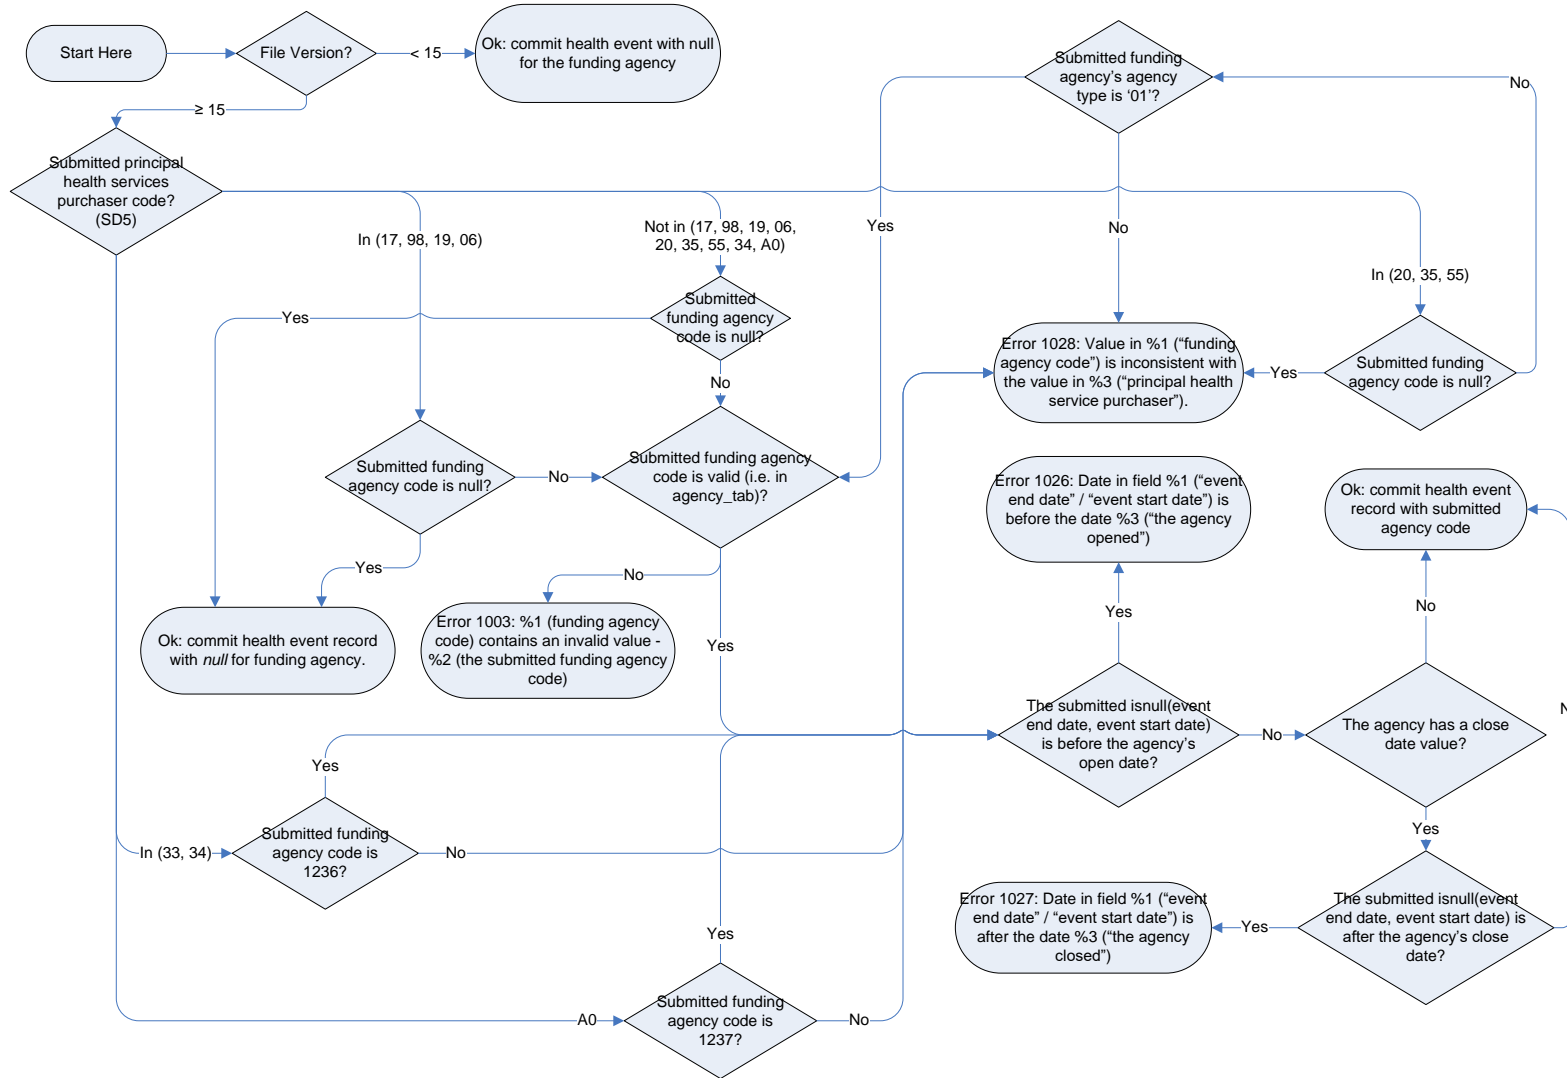 Start Here
File Version?
< 15
Ok: commit health event with null
for the funding agency
≥ 15
Submitted principal
health services
purchaser code?
(SD5)
In (17, 98, 19, 06)
Not in (17, 98, 19, 06,
20, 35, 55, 34, A0)
Submitted
funding agency
code is null?
Yes
No
Submitted funding
agency’s agency
type is ‘01’?
No
Yes
No
In (20, 35, 55)
Submitted funding
agency code is null?
Yes
Error 1028: Value in %1 (“funding
agency code”) is inconsistent with
the value in %3 (“principal health
service purchaser”).
Submitted funding
agency code is null?
No
Yes
Submitted funding agency
code is valid (i.e. in
agency_tab)?
No
Yes
Ok: commit health event record
with null for funding agency.
Error 1003: %1 (funding agency
code) contains an invalid value -
%2 (the submitted funding agency
code)
Error 1026: Date in field %1 (“event
end date” / “event start date”) is
before the date %3 (“the agency
opened”)
Ok: commit health event
record with submitted
agency code
Yes
No
The submitted isnull(event
end date, event start date)
is before the agency’s
open date?
No
The agency has a close
date value?
N
Yes
Yes
In (33, 34)
Submitted funding
agency code is
1236?
No
Error 1027: Date in field %1 (“event
end date” / “event start date”) is
after the date %3 (“the agency
closed”)
Yes
The submitted isnull(event
end date, event start date) is
after the agency’s close
date?
Yes
A0
Submitted funding
agency code is
1237?
No